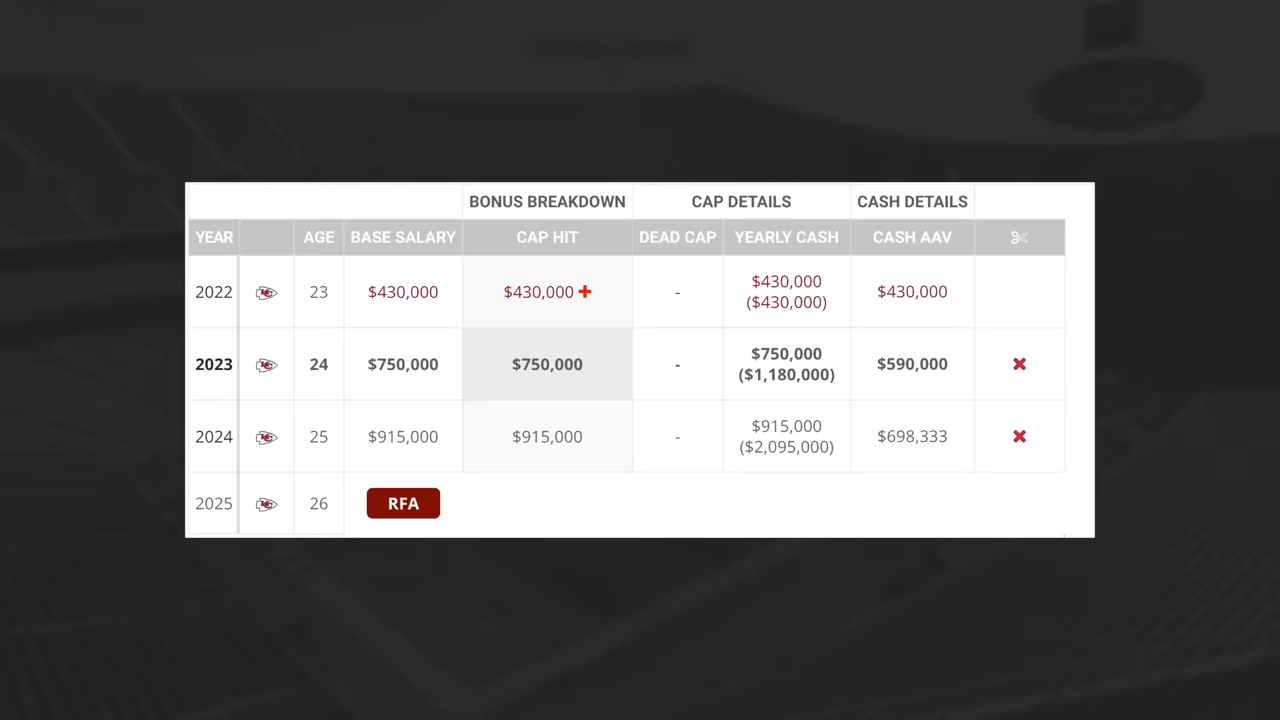 BONUS BREAKDOWN CAP DETAILS CASH DETAILS
YEAR AGE BASE SALARY CAP HIT DEAD CAP YEARLY CASH CASH AAV
2022 23 $430,000 $430,000 + - $430,000 ($430,000) $430,000
2023 24 $750,000 $750,000 - $750,000 ($1,180,000) $590,000
2024 25 $915,000 $915,000 - $915,000 ($2,095,000) $698,333
2025 26 RFA